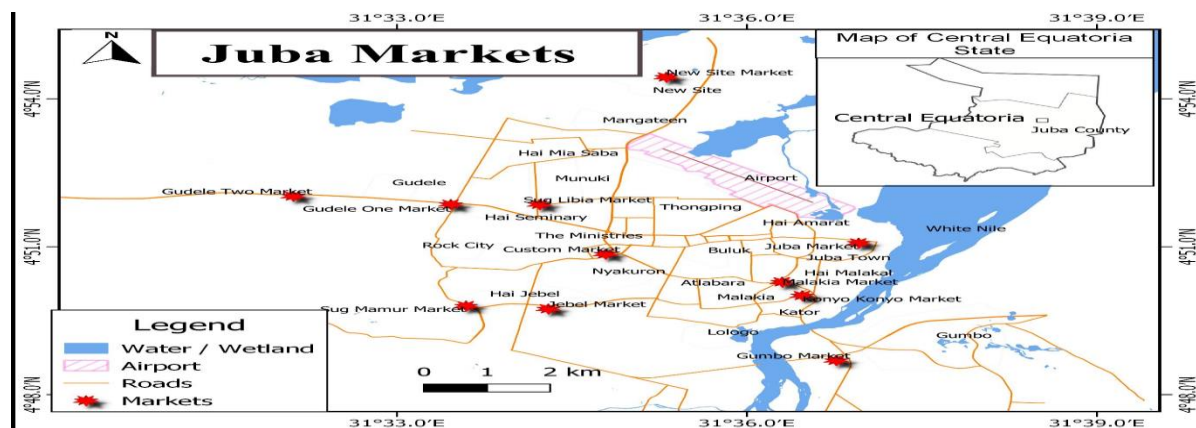 31°33.0′E 31°36.0′E 31°39.0′E
N
Juba Markets
Map of Central Equatoria
State
Central Equatoria
Juba County
4°54.0′N 4°54.0′N
New Site Market
New Site
Mangateen
Hai Mia Saba
Gudele
Munuki
Airport
Gudele Two Market
Gudele One Market
Sug Libia Market
Thongping
Hai Seminary
Hai Amarat
White Nile
The Ministries
4°51.0′N 4°51.0′N
Rock City
Custom Market
Buluk
Juba Market
Juba Town
Nyakuron
Hai Malakal
Atlabara
Malakia Market
Hai Jebel
Malakia
Konyo Konyo Market
Sug Mamur Market
Jebel Market
Kator
Lologo
Gumbo
Gumbo Market
Legend
Water / Wetland
Airport
Roads
Markets
0 1 2 km
4°48.0′N 4°48.0′N
31°33.0′E 31°36.0′E 31°39.0′E